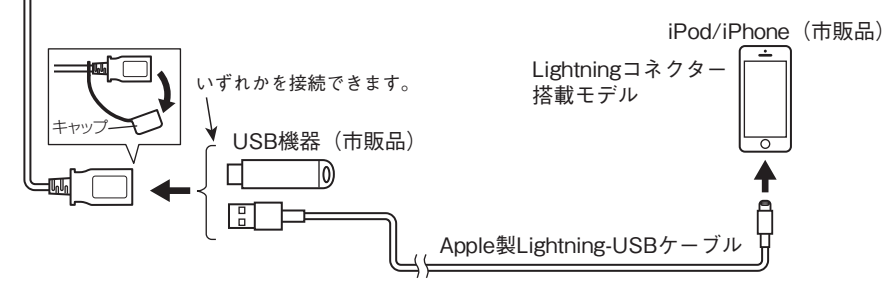 iPod/iPhone（市販品）
Lightningコネクター
搭載モデル
いずれかを接続できます。
キャップ
USB機器（市販品）
Apple製Lightning-USBケーブル